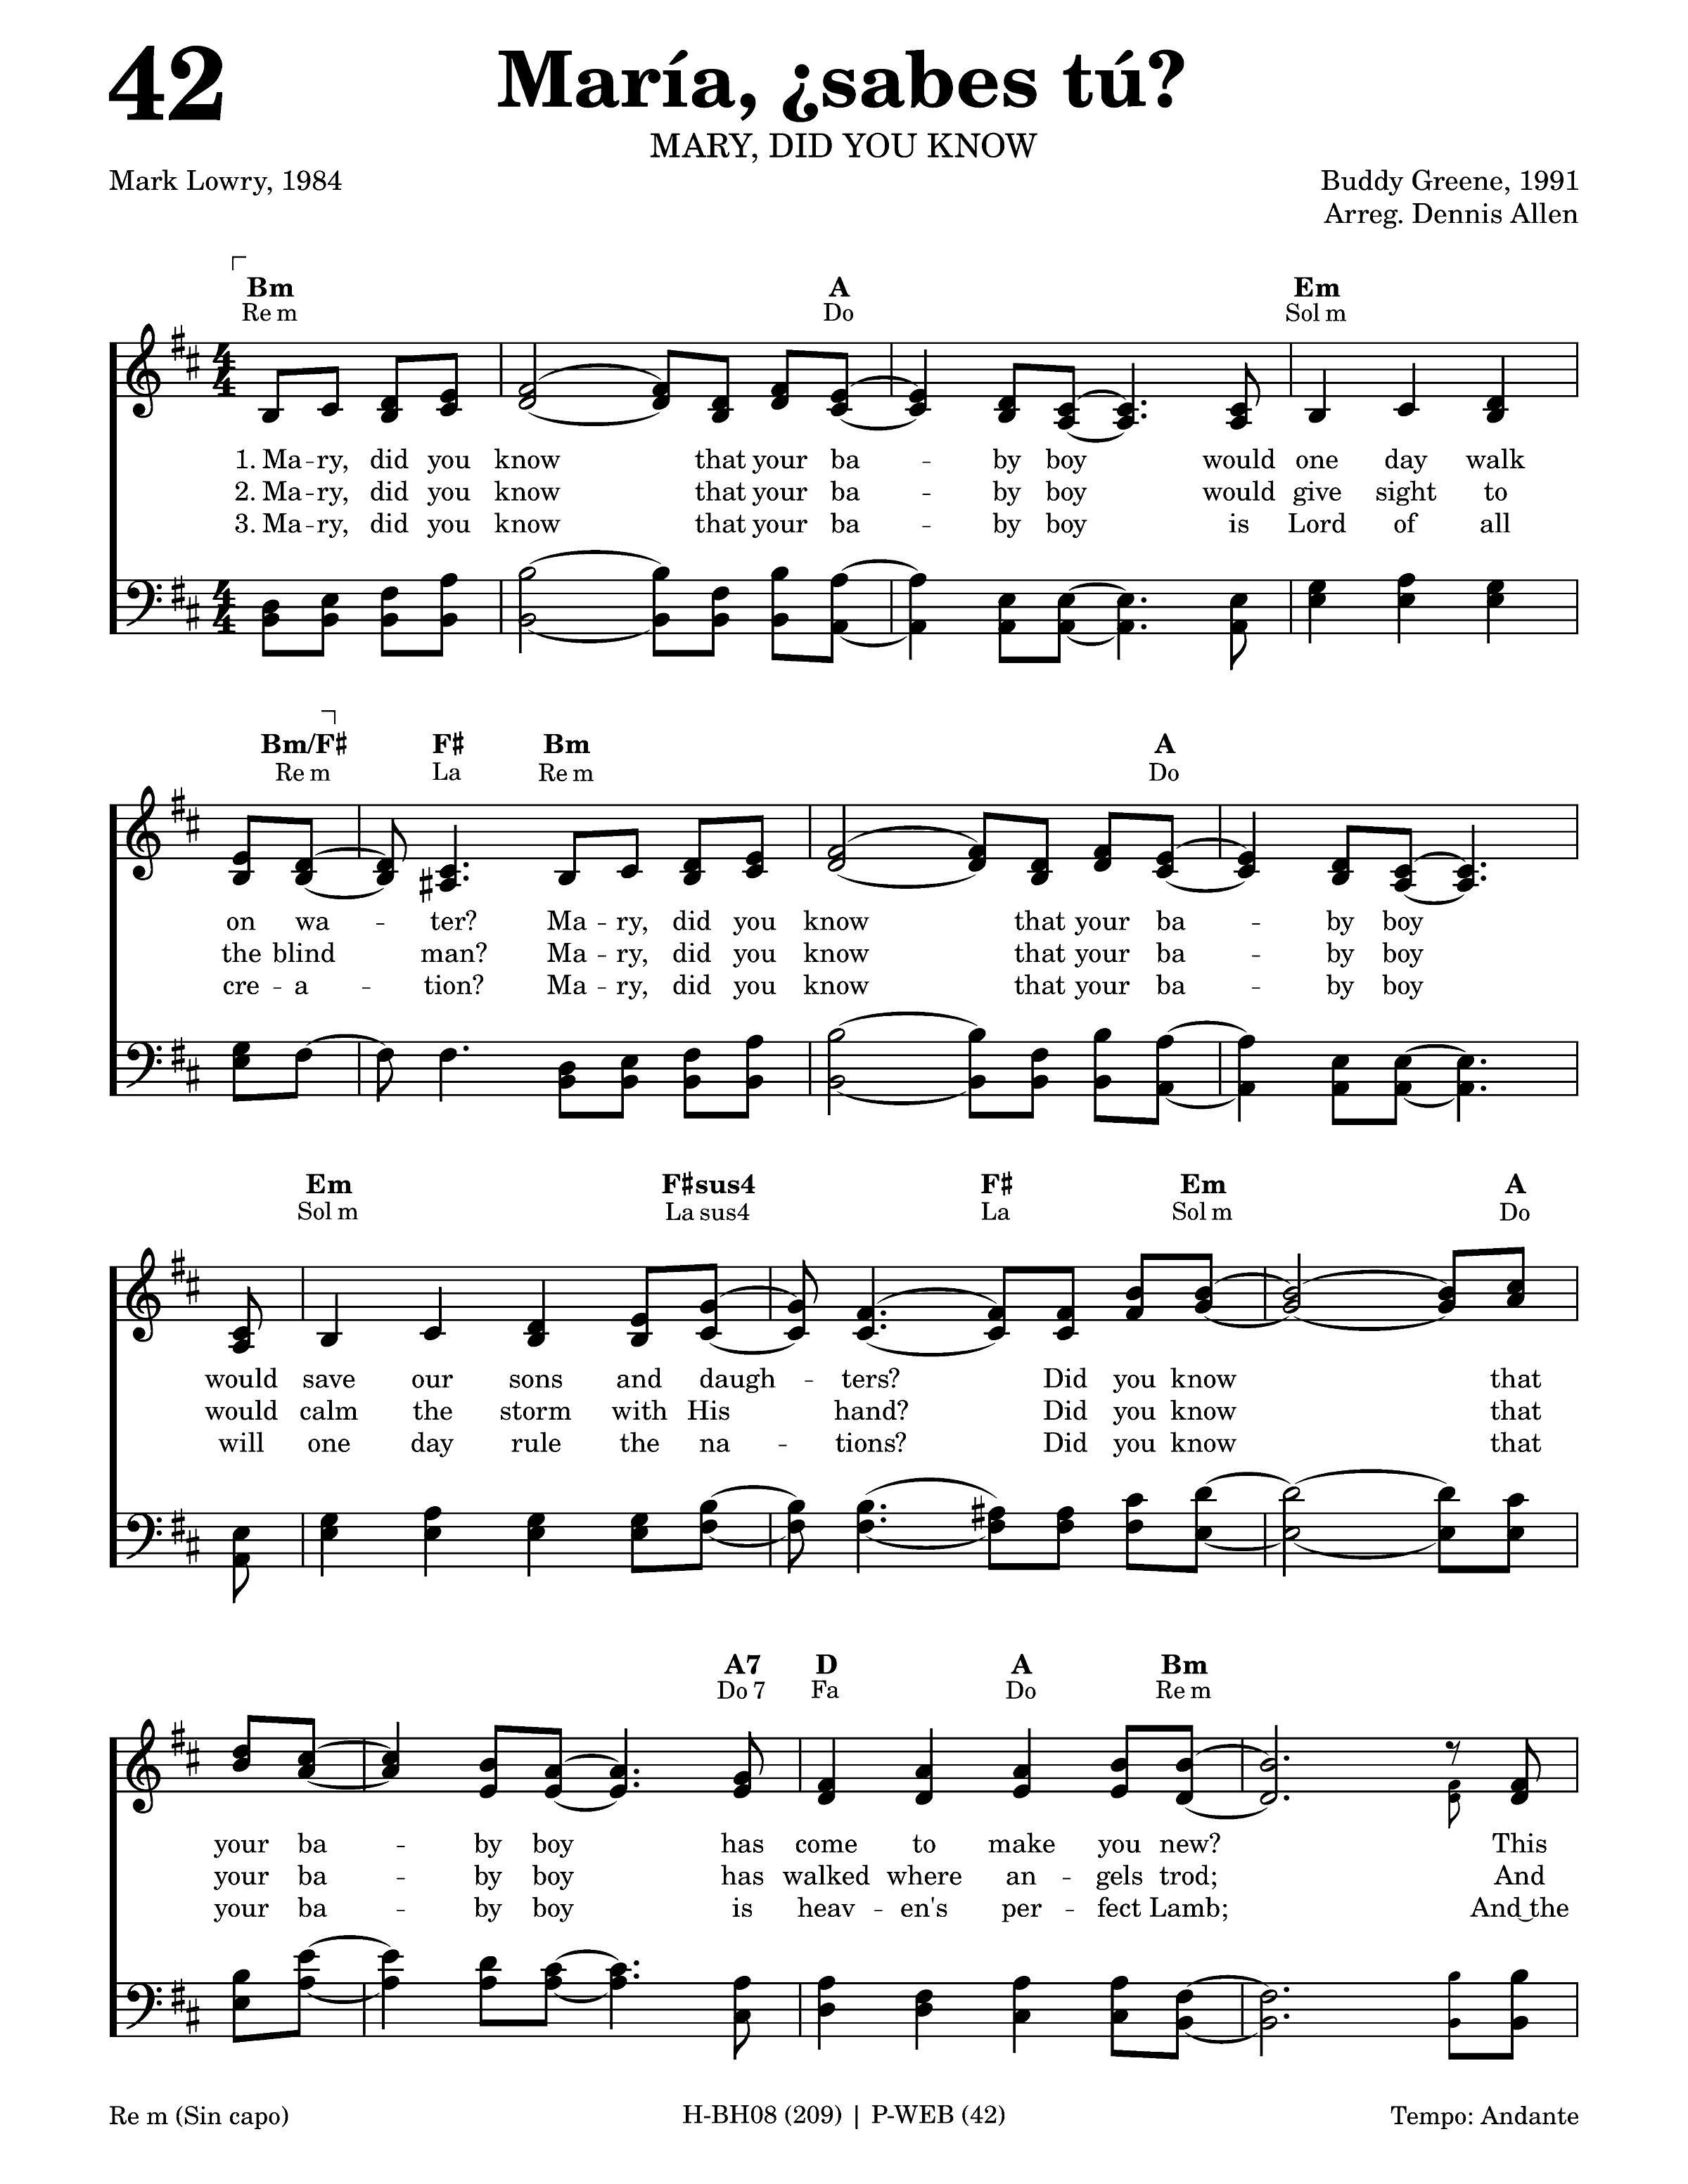 42
María, ¿sabes tú?
MARY, DID YOU KNOW
Mark Lowry, 1984
Buddy Greene, 1991
Arreg. Dennis Allen
Bm A Em
Re m Do Sol m
1. Ma -- ry, did you know that your ba -- by boy would one day walk
2. Ma -- ry, did you know that your ba -- by boy would give sight to
3. Ma -- ry, did you know that your ba -- by boy is Lord of all
Bm/F♯ F♯ Bm A
Re m La Re m Do
on wa -- ter? Ma -- ry, did you know that your ba -- by boy
the blind man? Ma -- ry, did you know that your ba -- by boy
cre -- a -- tion? Ma -- ry, did you know that your ba -- by boy
Em F♯sus4 F♯ Em A
Sol m La sus4 La Sol m Do
would save our sons and daugh -- ters? Did you know that
would calm the storm with His hand? Did you know that
will one day rule the na -- tions? Did you know that
A7 D A Bm
Do 7 Fa Do Re m
your ba -- by boy has come to make you new? This
your ba -- by boy has walked where an -- gels trod; And
your ba -- by boy is heav -- en's per -- fect Lamb; And‿the
Re m (Sin capo)
H-BH08 (209) | P-WEB (42)
Tempo: Andante